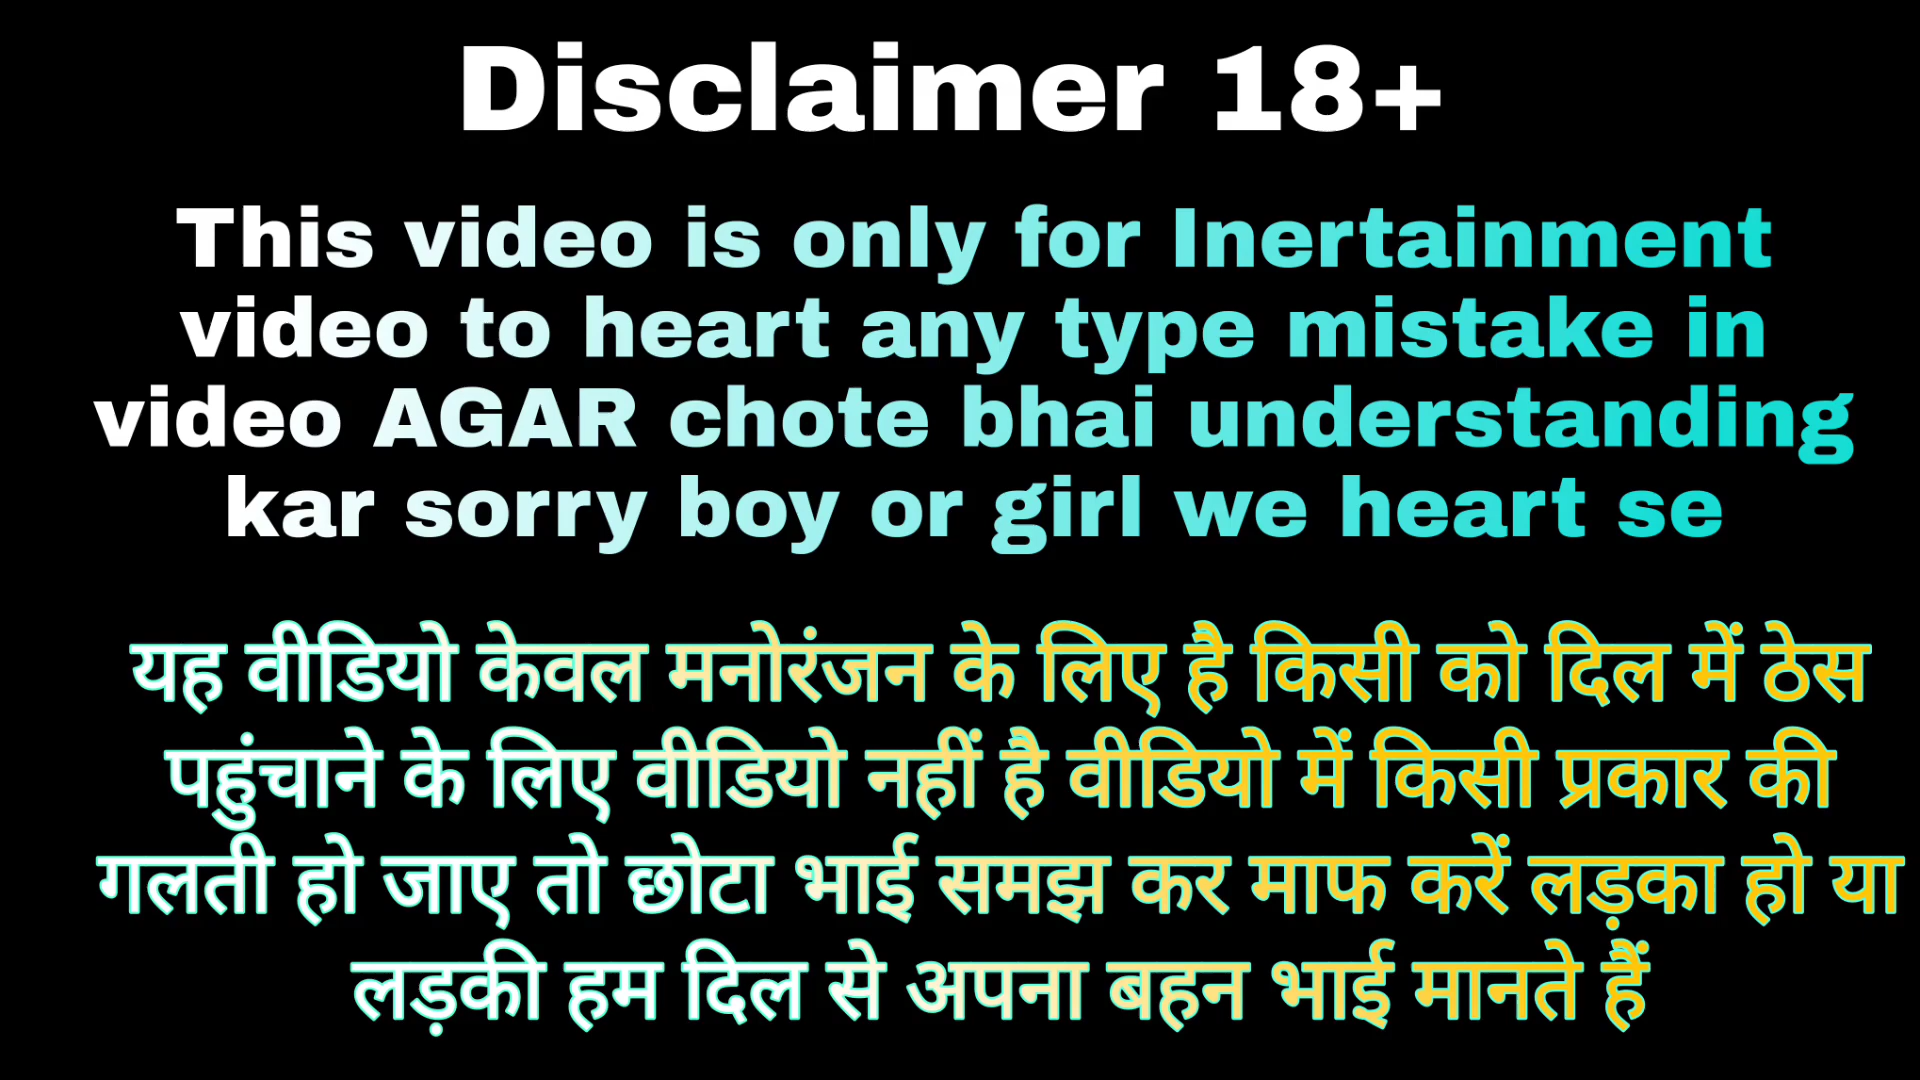 Disclaimer 18+
This video is only for Inertainment
video to heart any type mistake in
video AGAR chote bhai understanding
kar sorry boy or girl we heart se
यह वीडियो केवल मनोरंजन के लिए है किसी को दिल में ठेस
पहुंचाने के लिए वीडियो नहीं है वीडियो में किसी प्रकार की
गलती हो जाए तो छोटा भाई समझ कर माफ करें लड़का हो या
लड़की हम दिल से अपना बहन भाई मानते हैं